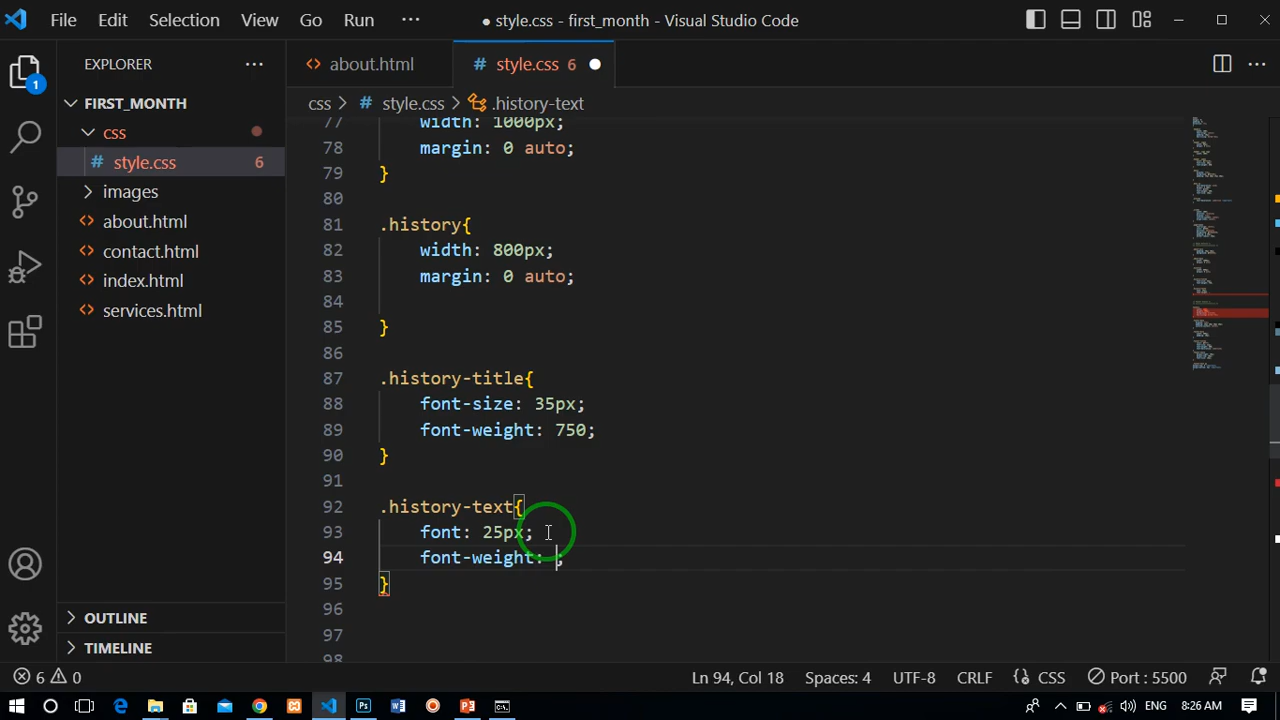 File Edit Selection View Go Run ··· ● style.css - first_month - Visual Studio Code
EXPLORER ···
about.html
# style.css 6
1
FIRST_MONTH
css
# style.css 6
images
about.html
contact.html
index.html
services.html
OUTLINE
TIMELINE
css > # style.css > .history-text
77 width: 1000px;
78 margin: 0 auto;
79 }
80
81 .history{
82 width: 800px;
83 margin: 0 auto;
84
85 }
86
87 .history-title{
88 font-size: 35px;
89 font-weight: 750;
90 }
91
92 .history-text{
93 font: 25px;
94 font-weight: ;
95 }
96
97
98
6 0 Ln 94, Col 18 Spaces: 4 UTF-8 CRLF {} CSS Port : 5500
ENG 8:26 AM